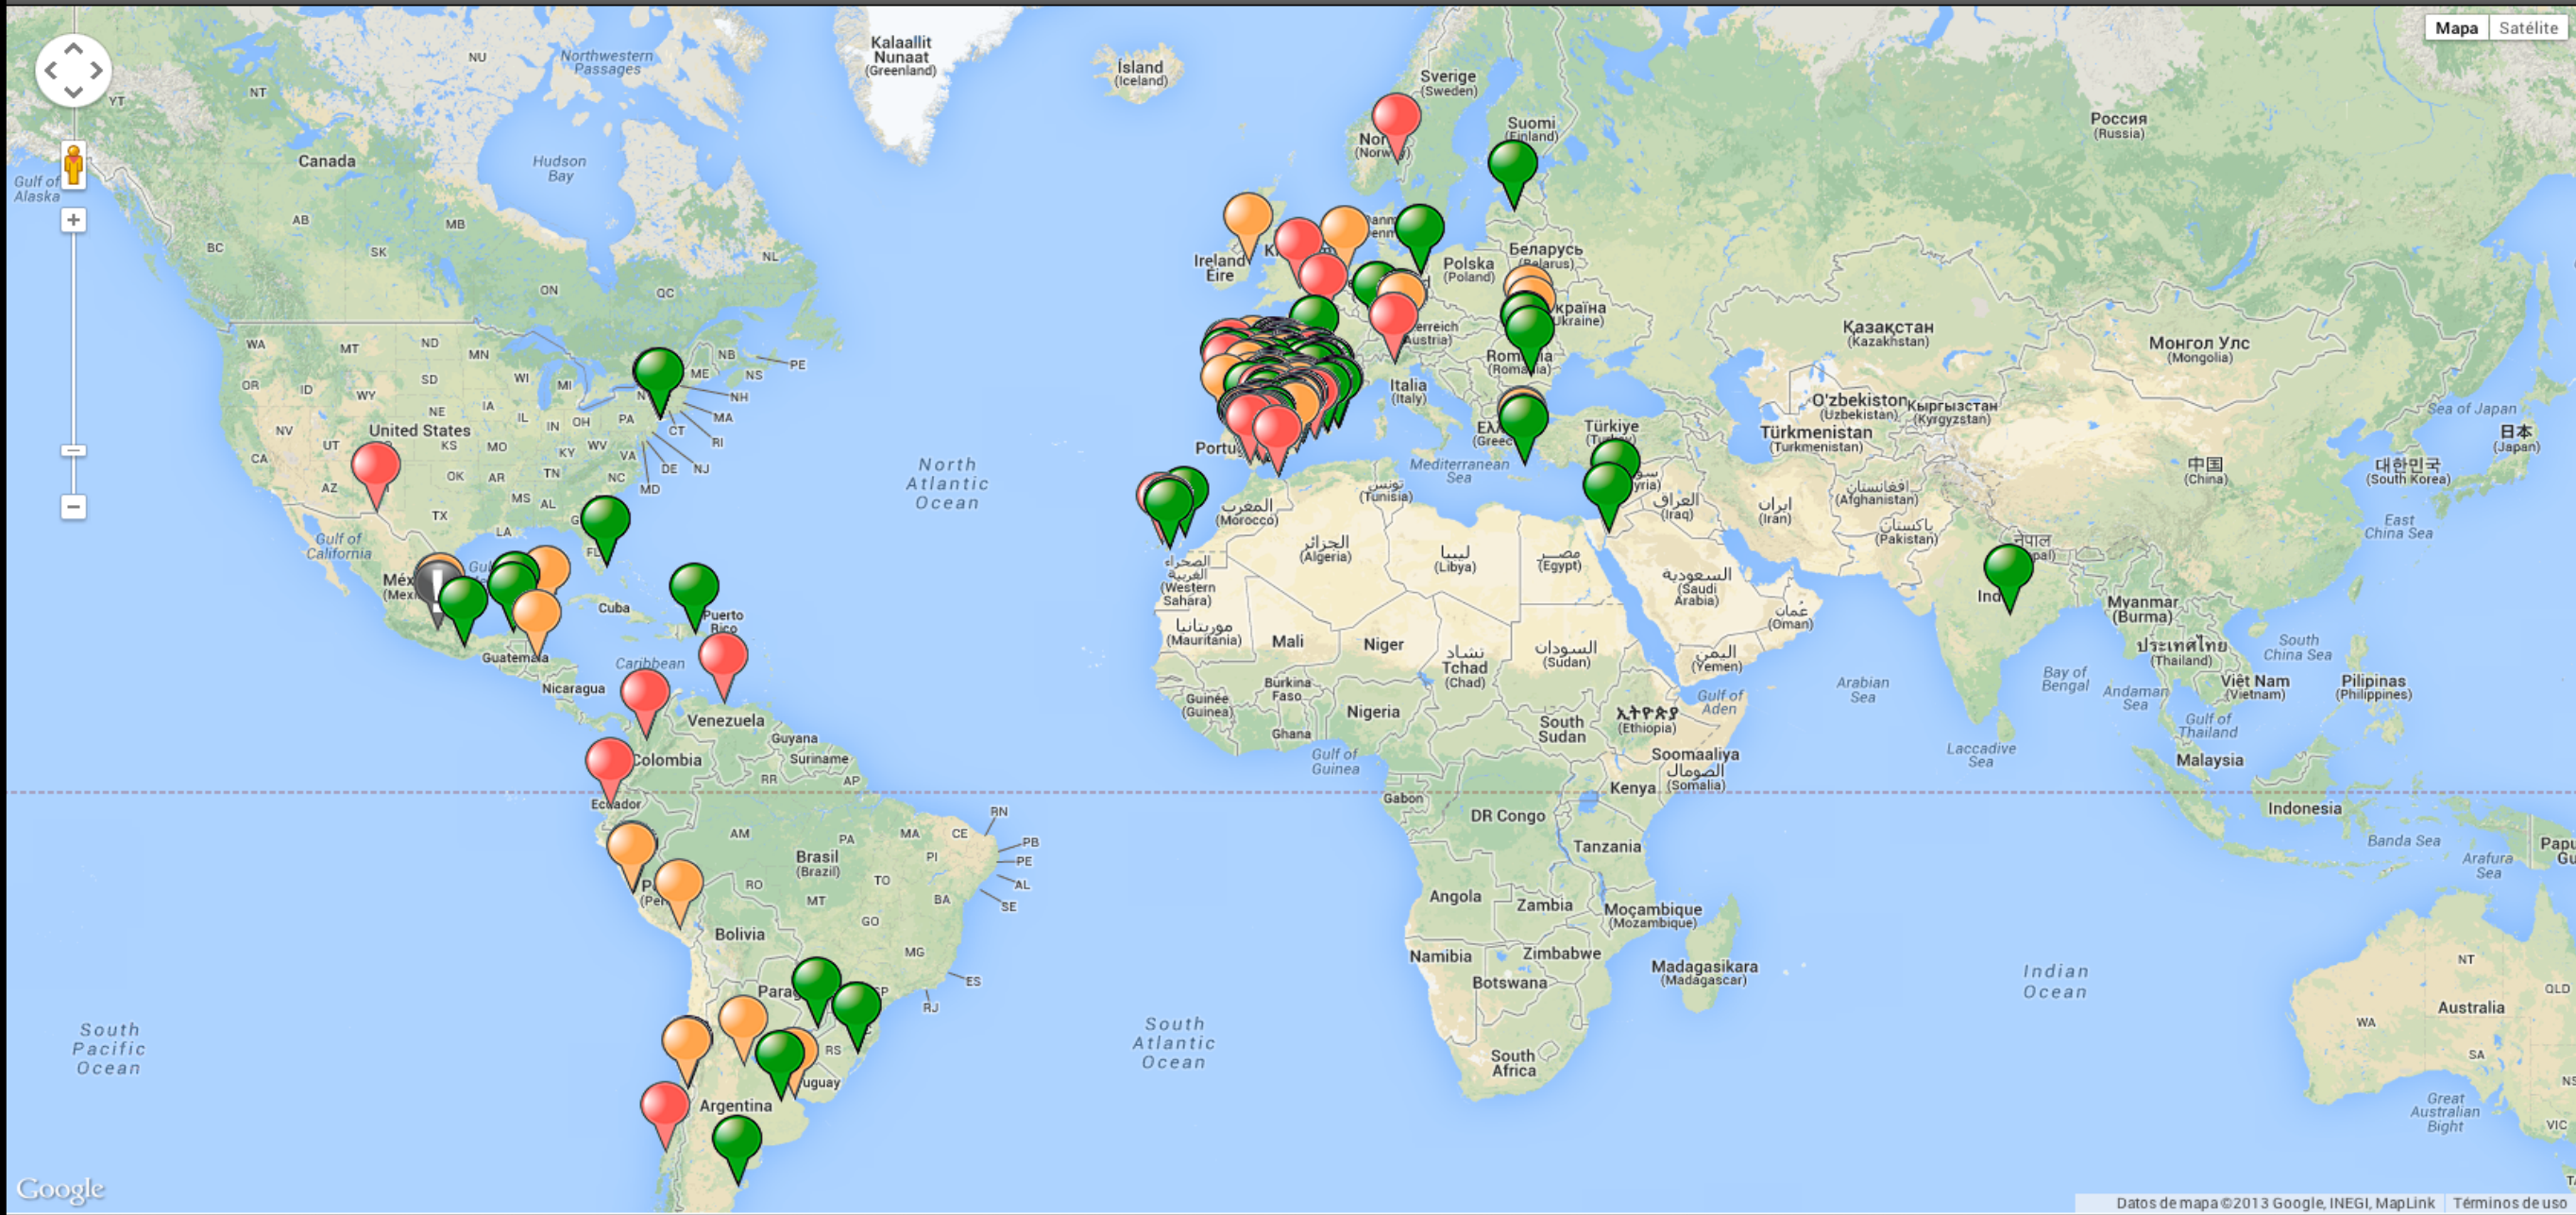 Mapa
Satélite
Kalaallit
Nunaat
(Greenland)
Ísland
(Iceland)
Sverige
(Sweden)
Suomi
(Finland)
Россия
(Russia)
Northwestern
Passages
NU
NT
YT
Canada
Hudson
Bay
Gulf of
Alaska
AB
MB
BC
SK
NL
ON
QC
Ireland
Éire
Polska
(Poland)
Беларусь
(Belarus)
Қазақстан
(Kazakhstan)
Монгол Улс
(Mongolia)
WA
MT
ND
MN
NB
PE
ME
NS
OR
ID
SD
WI
MI
NH
WY
NE
IA
PA
MA
NV
UT
United States
IL
IN
OH
CT
RI
CA
KS
MO
KY
WV
VA
DE
NJ
AZ
OK
AR
TN
NC
MD
TX
MS
AL
LA
Gulf of
California
Cuba
Puerto
Rico
Guatemala
Nicaragua
Caribbean
Venezuela
Guyana
Suriname
Colombia
Ecuador
RR
AP
North
Atlantic
Ocean
Italia
(Italy)
Türkiye
Mediterranean
Sea
تونس
(Tunisia)
المغرب
(Morocco)
الجزائر
(Algeria)
ليبيا
(Libya)
مصر
(Egypt)
العراق
(Iraq)
ایران
(Iran)
السعودية
(Saudi
Arabia)
عُمان
(Oman)
اليمن
(Yemen)
الصحراء
الغربية
(Western
Sahara)
موريتانيا
(Mauritania)
Mali
Niger
تشاد
Tchad
(Chad)
السودان
(Sudan)
Burkina
Faso
Guinée
(Guinea)
Nigeria
Ghana
Gulf of
Guinea
South
Sudan
ኢትዮጵያ
(Ethiopia)
Gulf of
Aden
Soomaaliya
الصومال
(Somalia)
Kenya
Gabon
DR Congo
Tanzania
Angola
Zambia
Moçambique
(Mozambique)
Namibia
Zimbabwe
Botswana
Madagasikara
(Madagascar)
South
Africa
O'zbekiston
(Uzbekistan)
Кыргызстан
(Kyrgyzstan)
Türkmenistan
(Turkmenistan)
افغانستان
(Afghanistan)
پاکستان
(Pakistan)
नेपाल
中国
(China)
대한민국
(South Korea)
日本
(Japan)
Sea of Japan
East
China Sea
Myanmar
(Burma)
ประเทศไทย
(Thailand)
Việt Nam
(Vietnam)
Pilipinas
(Philippines)
South
China Sea
Bay of
Bengal
Andaman
Sea
Gulf of
Thailand
Arabian
Sea
Laccadive
Sea
Malaysia
Indonesia
Banda Sea
Arafura
Sea
RN
AM
PA
MA
CE
PB
PE
PI
Brasil
(Brazil)
AL
RO
TO
MT
BA
SE
GO
Bolivia
MG
ES
RJ
RS
Argentina
South
Pacific
Ocean
South
Atlantic
Ocean
Indian
Ocean
NT
QLD
Australia
WA
SA
Great
Australian
Bight
VIC
Google
Datos de mapa ©2013 Google, INEGI, MapLink
Términos de uso